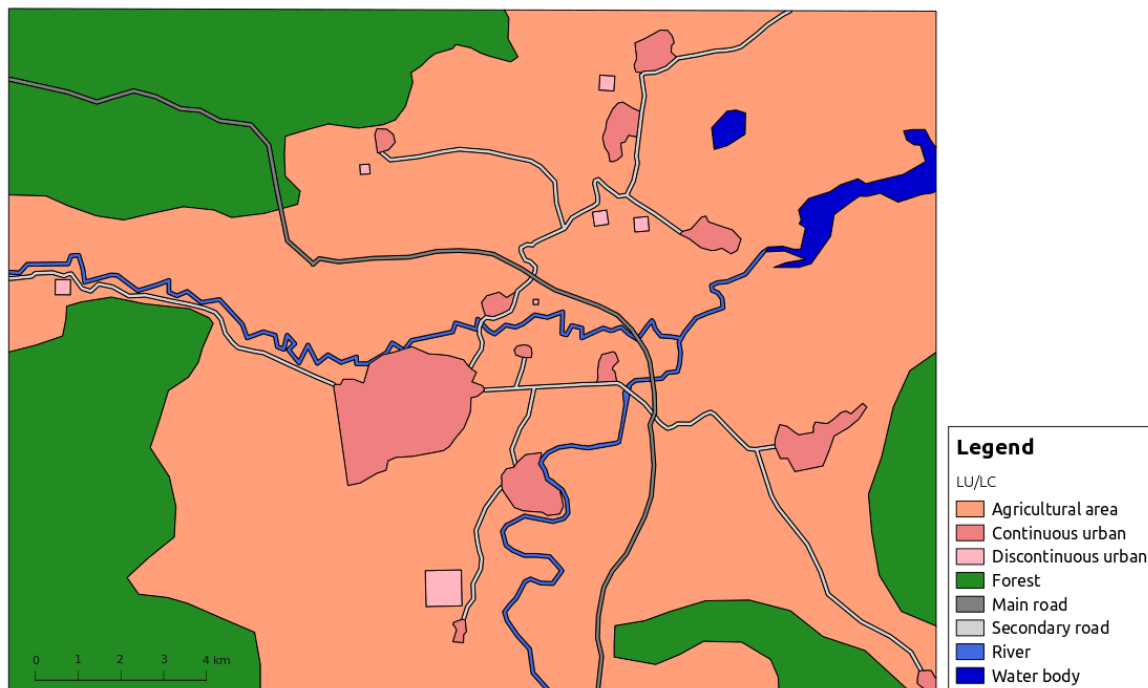 0 1 2 3 4 km
Legend
LU/LC
Agricultural area
Continuous urban
Discontinuous urban
Forest
Main road
Secondary road
River
Water body